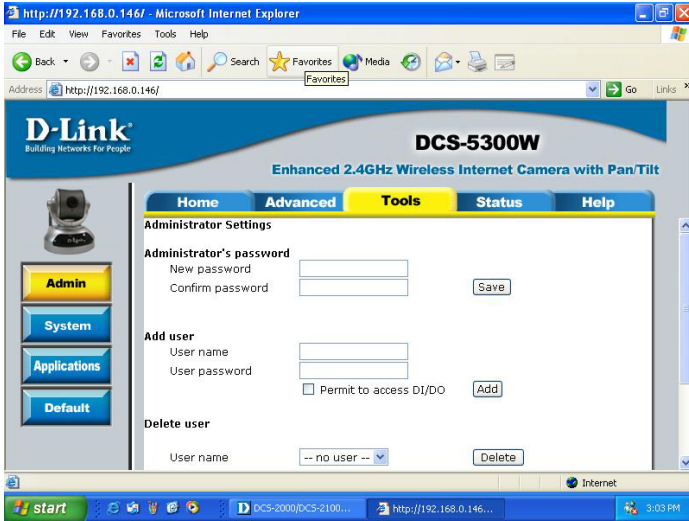 http://192.168.0.146/ - Microsoft Internet Explorer
File Edit View Favorites Tools Help
Back Search Favorites Media
Favorites
Address http://192.168.0.146/ Go Links »
D-Link
Building Networks For People
DCS-5300W
Enhanced 2.4GHz Wireless Internet Camera with Pan/Tilt
Home Advanced Tools Status Help
Admin
System
Applications
Default
Administrator Settings
Administrator's password
New password
Confirm password Save
Add user
User name
User password
Permit to access DI/DO Add
Delete user
User name -- no user -- Delete
Internet
start DCS-2000/DCS-2100... http://192.168.0.146... 3:03 PM